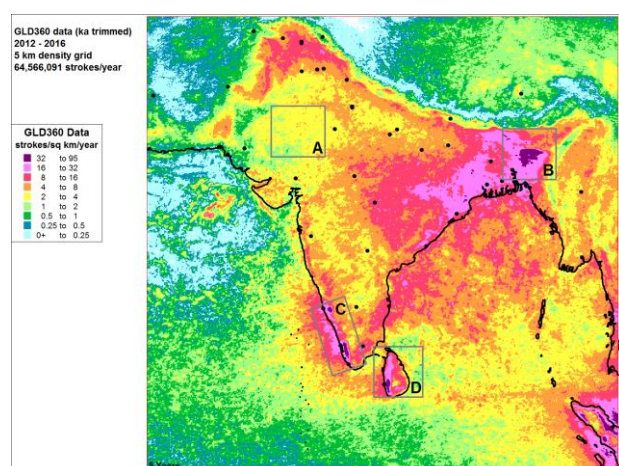 GLD360 data (ka trimmed)
2012 - 2016
5 km density grid
64,566,091 strokes/year
GLD360 Data
strokes/sq km/year
32 to 95
16 to 32
8 to 16
4 to 8
2 to 4
1 to 2
0.5 to 1
0.25 to 0.5
0+ to 0.25
A
B
C
D